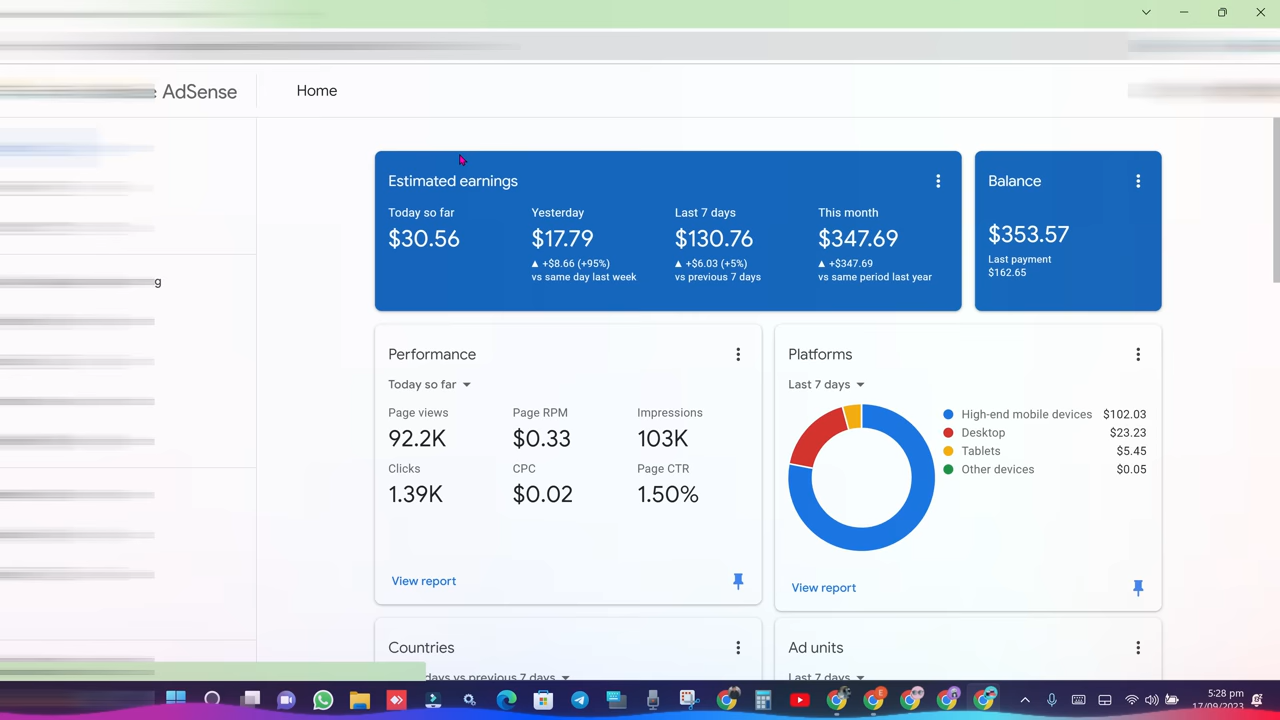 AdSense
Home
g
Estimated earnings
Today so far
$30.56
Yesterday
$17.79
+$8.66 (+95%)
vs same day last week
Last 7 days
$130.76
+$6.03 (+5%)
vs previous 7 days
This month
$347.69
+$347.69
vs same period last year
Balance
$353.57
Last payment
$162.65
Performance
Today so far
Page views
92.2K
Page RPM
$0.33
Impressions
103K
Clicks
1.39K
CPC
$0.02
Page CTR
1.50%
View report
Platforms
Last 7 days
High-end mobile devices $102.03
Desktop $23.23
Tablets $5.45
Other devices $0.05
View report
Countries
days vs previous 7 days
Ad units
Last 7 days
5:28 pm
17/09/2023